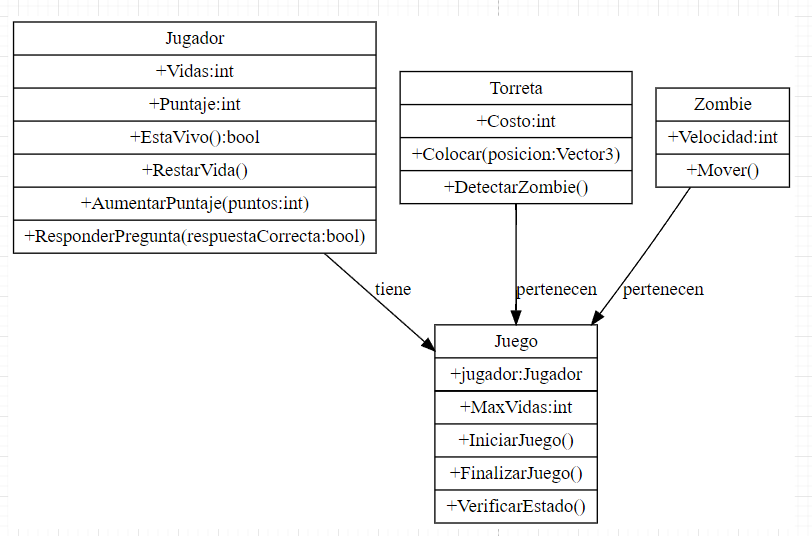 Jugador
+Vidas:int
+Puntaje:int
+EstaVivo():bool
+RestarVida()
+AumentarPuntaje(puntos:int)
+ResponderPregunta(respuestaCorrecta:bool)
Torreta
+Costo:int
+Colocar(posicion:Vector3)
+DetectarZombie()
Zombie
+Velocidad:int
+Mover()
tiene
pertenecen
pertenecen
Juego
+jugador:Jugador
+MaxVidas:int
+IniciarJuego()
+FinalizarJuego()
+VerificarEstado()